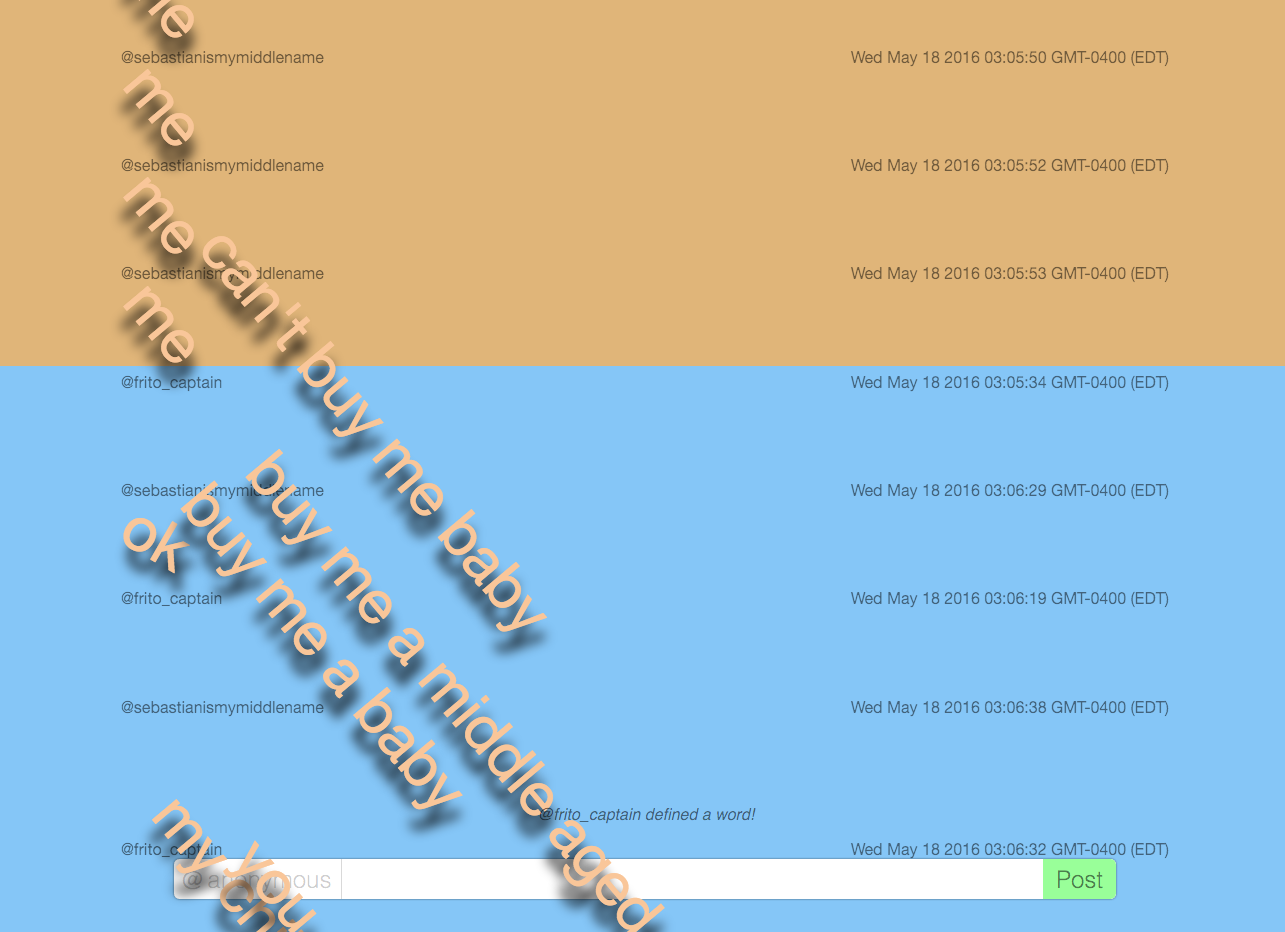 me
@sebastianismymiddlename Wed May 18 2016 03:05:50 GMT-0400 (EDT)
me
@sebastianismymiddlename Wed May 18 2016 03:05:52 GMT-0400 (EDT)
me can't buy me baby
@sebastianismymiddlename Wed May 18 2016 03:05:53 GMT-0400 (EDT)
me
@frito_captain Wed May 18 2016 03:05:34 GMT-0400 (EDT)
buy me a middle aged
@sebastianismymiddlename Wed May 18 2016 03:06:29 GMT-0400 (EDT)
ok
buy me a baby
@frito_captain Wed May 18 2016 03:06:19 GMT-0400 (EDT)
@sebastianismymiddlename Wed May 18 2016 03:06:38 GMT-0400 (EDT)
@frito_captain defined a word!
my
you
@frito_captain Wed May 18 2016 03:06:32 GMT-0400 (EDT)
@ anonymous Post